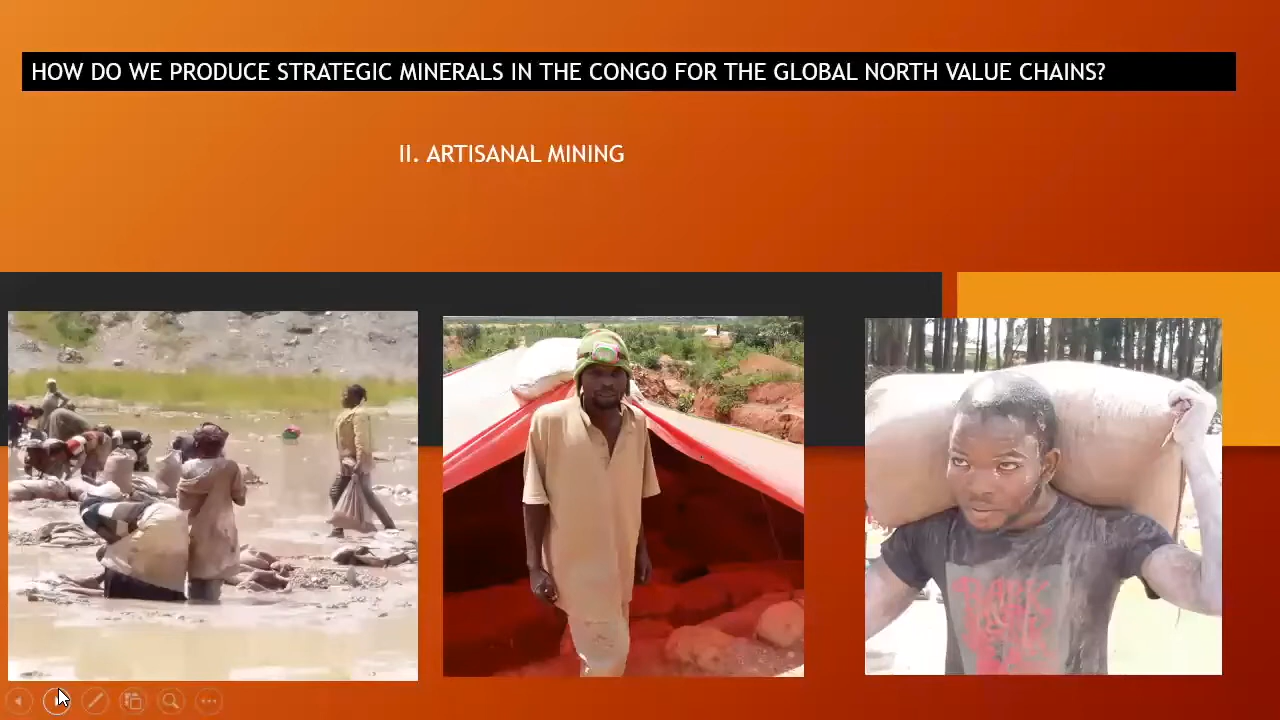 HOW DO WE PRODUCE STRATEGIC MINERALS IN THE CONGO FOR THE GLOBAL NORTH VALUE CHAINS?
II. ARTISANAL MINING